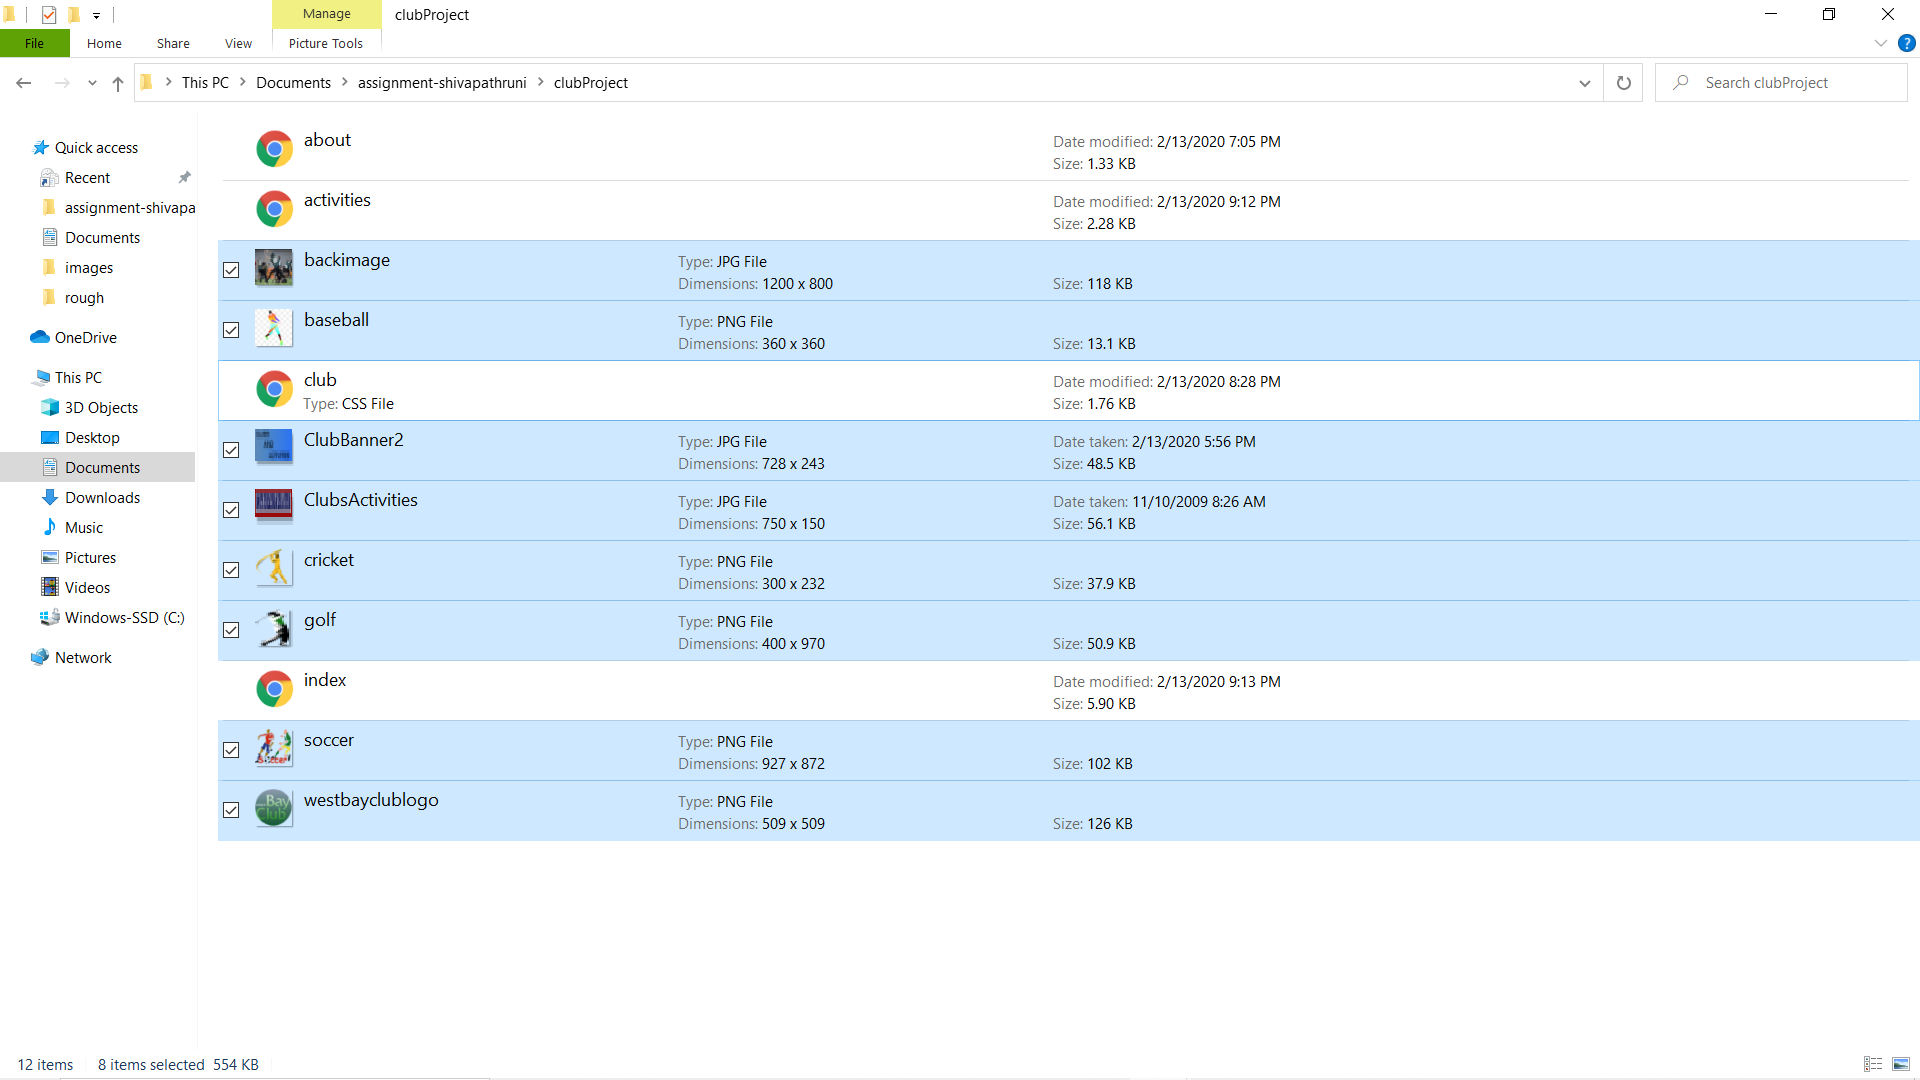 Manage
clubProject
File
Home
Share
View
Picture Tools
This PC
Documents
assignment-shivapathruni
clubProject
Search clubProject
Quick access
Recent
assignment-shivapa
Documents
images
rough
OneDrive
This PC
3D Objects
Desktop
Documents
Downloads
Music
Pictures
Videos
Windows-SSD (C:)
Network
about
Date modified: 2/13/2020 7:05 PM
Size: 1.33 KB
activities
Date modified: 2/13/2020 9:12 PM
Size: 2.28 KB
backimage
Type: JPG File
Dimensions: 1200 x 800
Size: 118 KB
baseball
Type: PNG File
Dimensions: 360 x 360
Size: 13.1 KB
club
Type: CSS File
Date modified: 2/13/2020 8:28 PM
Size: 1.76 KB
ClubBanner2
Type: JPG File
Dimensions: 728 x 243
Date taken: 2/13/2020 5:56 PM
Size: 48.5 KB
ClubsActivities
Type: JPG File
Dimensions: 750 x 150
Date taken: 11/10/2009 8:26 AM
Size: 56.1 KB
cricket
Type: PNG File
Dimensions: 300 x 232
Size: 37.9 KB
golf
Type: PNG File
Dimensions: 400 x 970
Size: 50.9 KB
index
Date modified: 2/13/2020 9:13 PM
Size: 5.90 KB
soccer
Type: PNG File
Dimensions: 927 x 872
Size: 102 KB
Bay
Club
westbayclublogo
Type: PNG File
Dimensions: 509 x 509
Size: 126 KB
12 items
8 items selected 554 KB